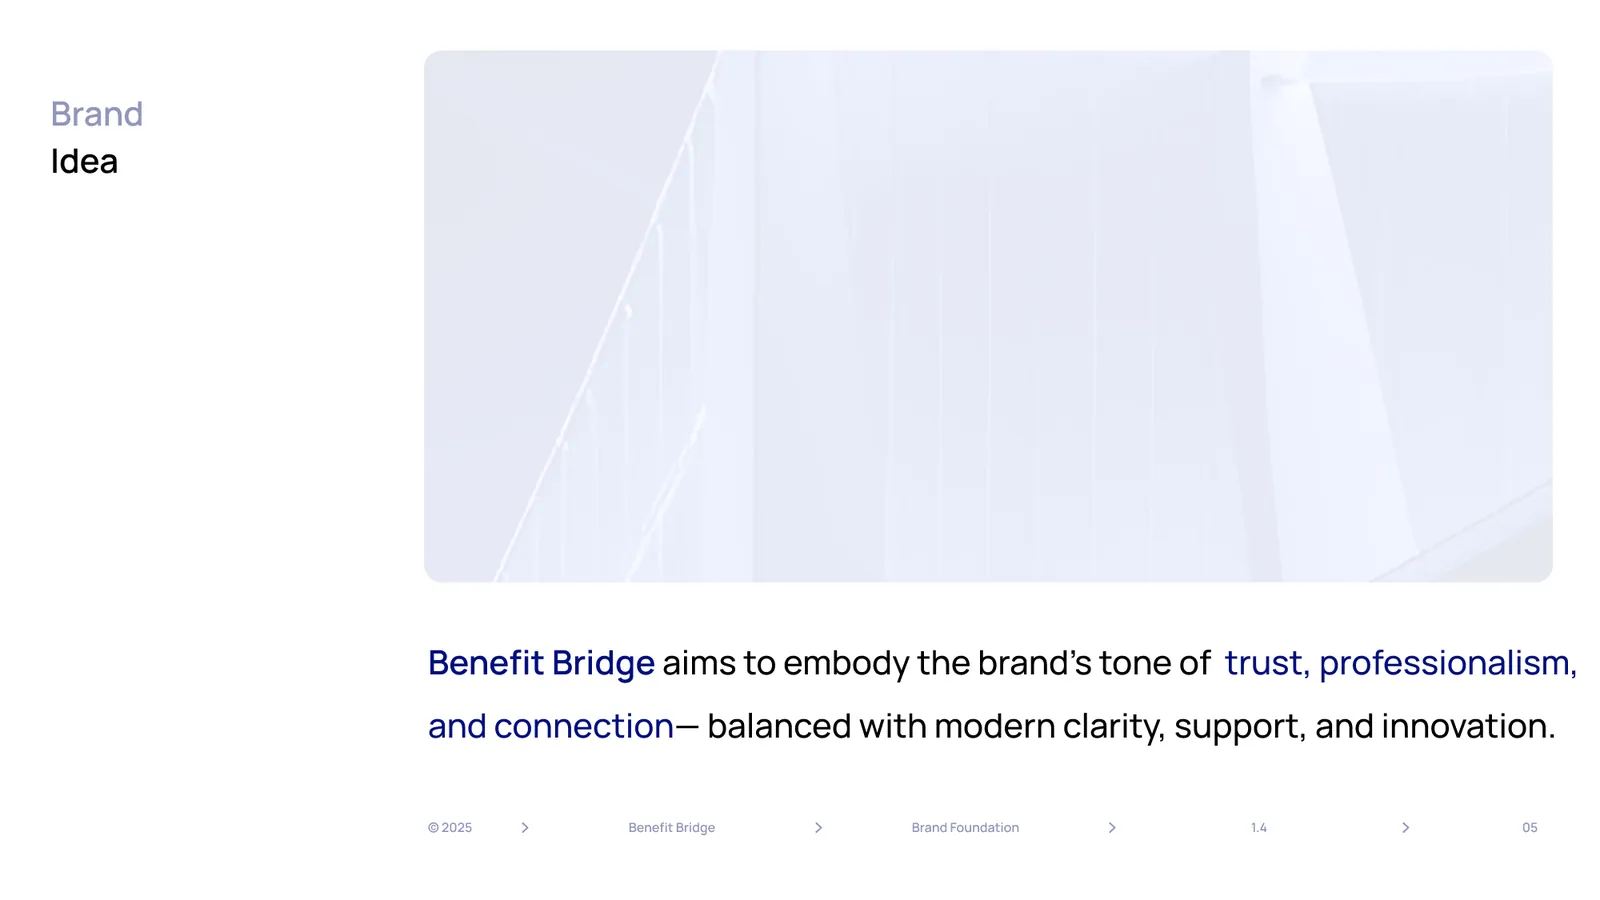 Brand
Idea
Benefit Bridge aims to embody the brand’s tone of trust, professionalism,
and connection— balanced with modern clarity, support, and innovation.
© 2025 > Benefit Bridge > Brand Foundation > 1.4 > 05